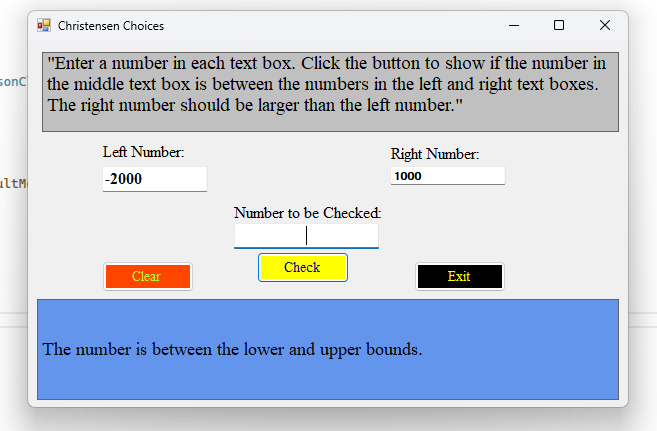 Christensen Choices
"Enter a number in each text box. Click the button to show if the number in
the middle text box is between the numbers in the left and right text boxes.
The right number should be larger than the left number."
Left Number:
Right Number:
-2000
1000
Number to be Checked:
Clear
Check
Exit
The number is between the lower and upper bounds.